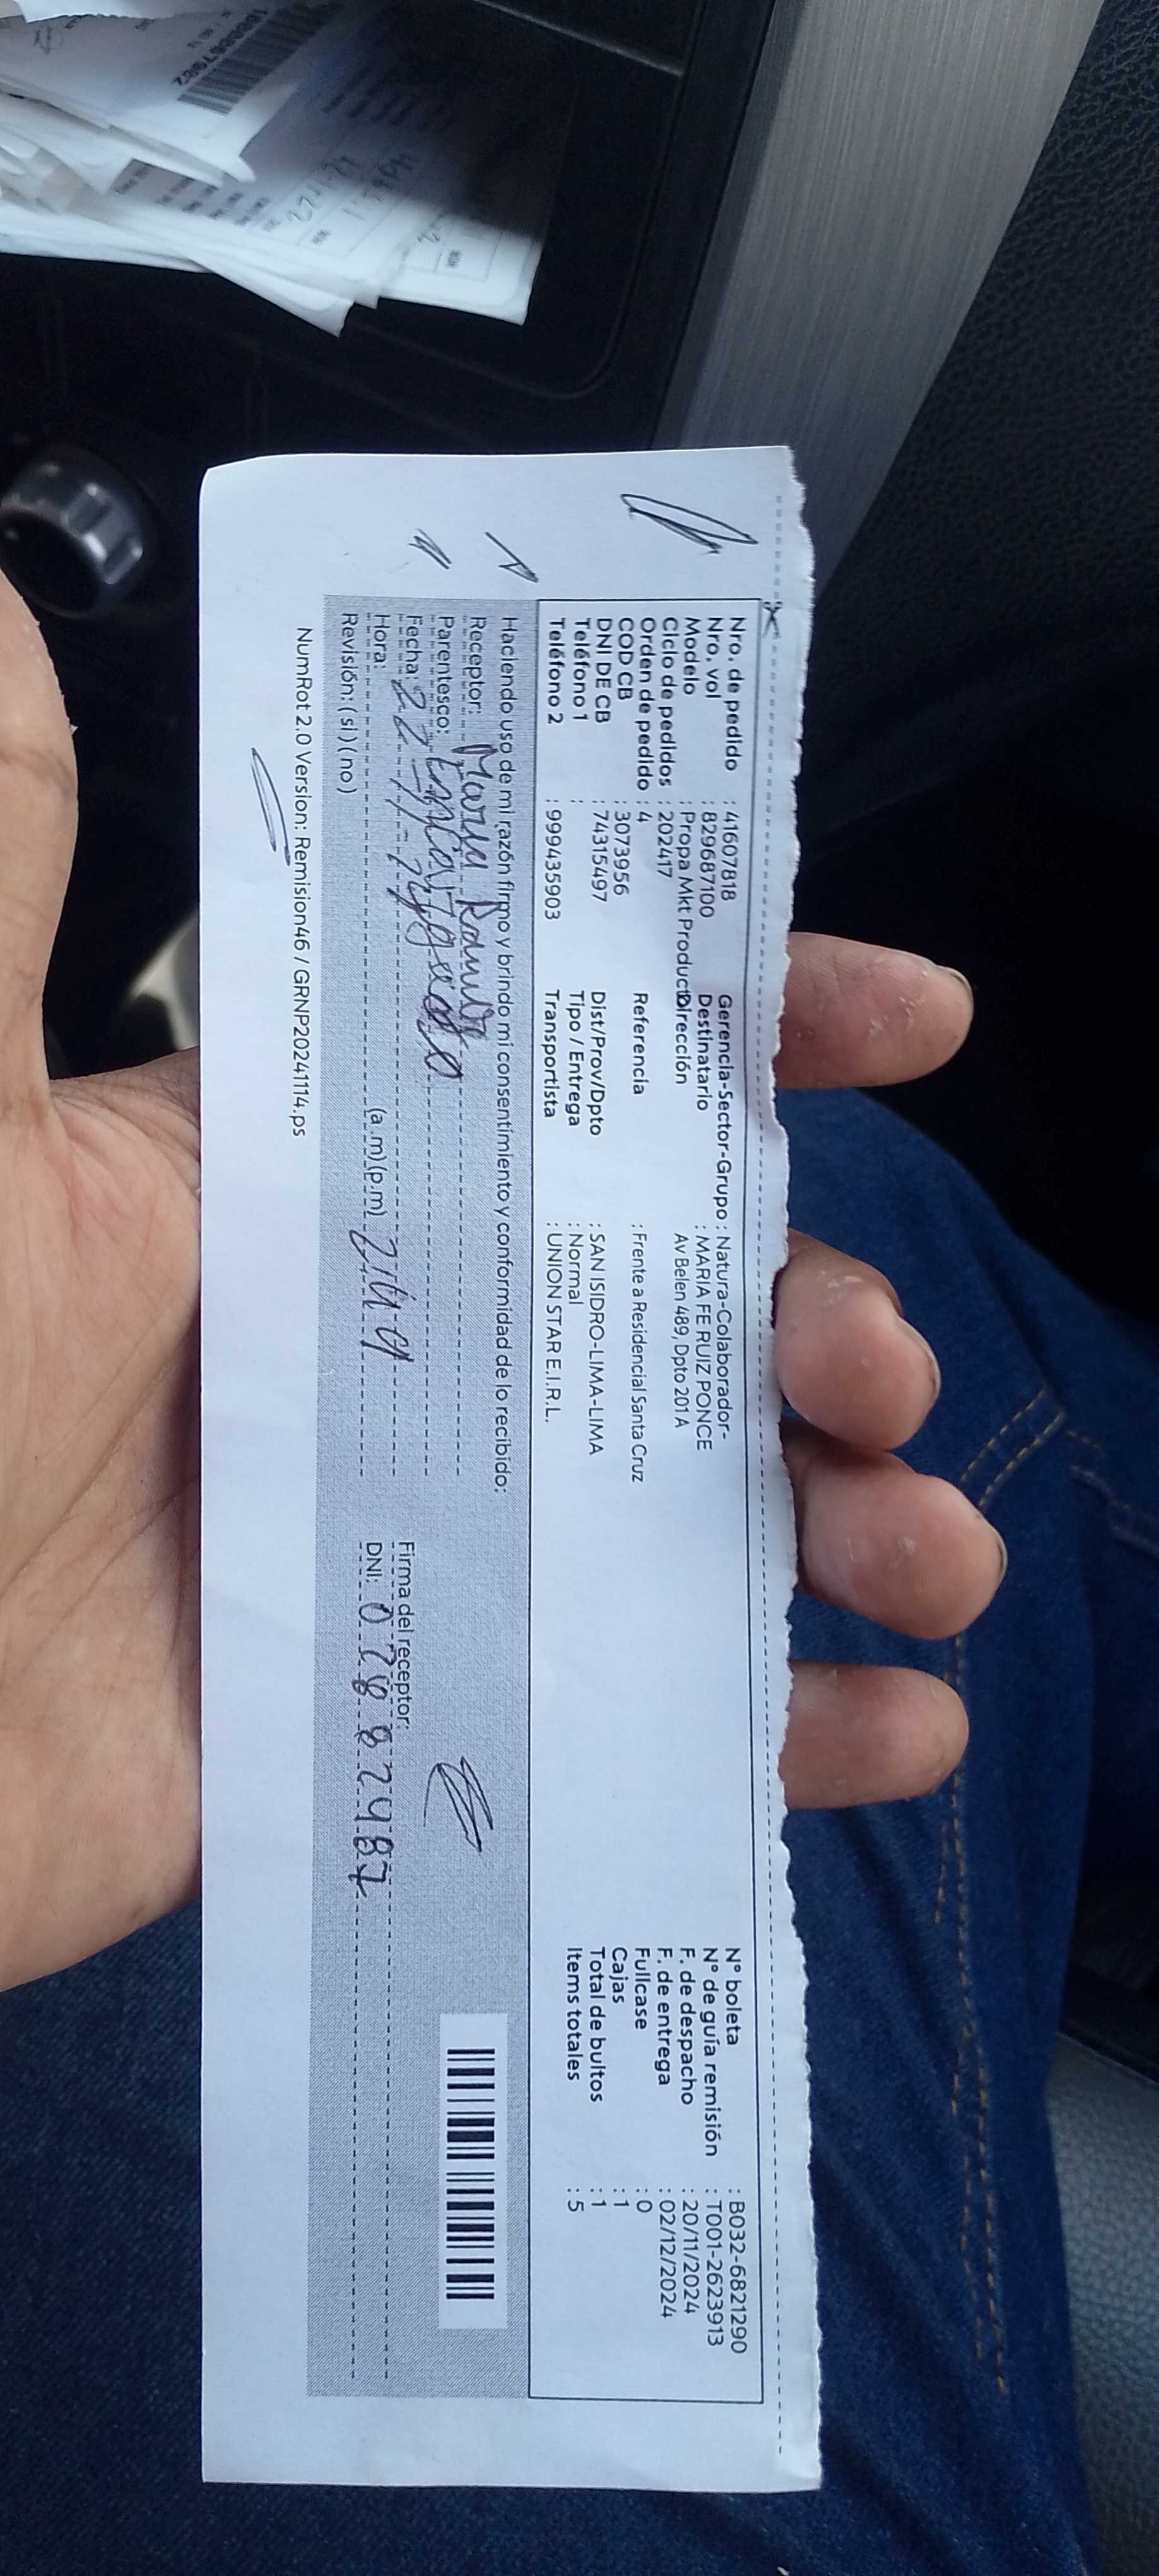 Nro. de pedido : 41607818
Nro. vol : 829687100
Modelo : Propa Mkt Product
Ciclo de pedidos : 202417
Orden de pedido : 4
COD CB : 3073956
DNI DE CB : 74315497
Teléfono 1 :
Teléfono 2 : 999435903
Gerencia-Sector-Grupo : Natura-Colaborador-
Destinatario : MARIA FE RUIZ PONCE
Dirección Av Belen 489, Dpto 201 A
Referencia : Frente a Residencial Santa Cruz
Dist/Prov/Dpto : SAN ISIDRO-LIMA-LIMA
Tipo / Entrega : Normal
Transportista : UNION STAR E.I.R.L.
N° boleta : B032-6821290
N° de guía remisión : T001-2623913
F. de despacho : 20/11/2024
F. de entrega : 02/12/2024
Fullcase : 0
Cajas : 1
Total de bultos : 1
Items totales : 5
Haciendo uso de mi razón firmo y brindo mi consentimiento y conformidad de lo recibido:
Receptor: Maria
Parentesco:
Fecha: 22
Hora: (a.m)(p.m)
Revisión: (si) (no)
Firma del receptor:
DNI: 07882487
NumRot 2.0 Version: Remision46 / GRNP20241114.ps